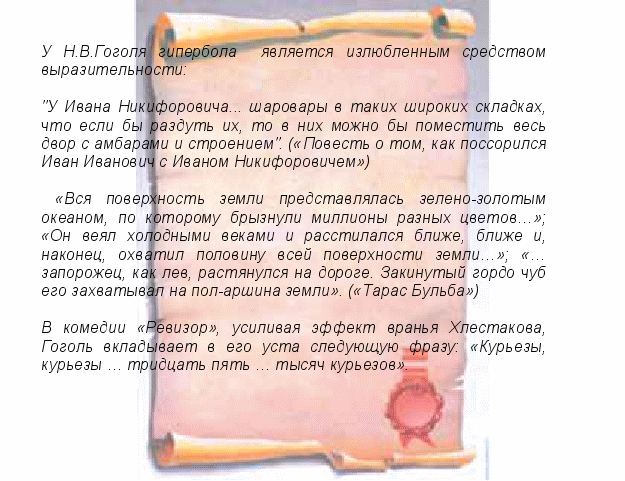 У Н.В.Гоголя гипербола является излюбленным средством
выразительности:
"У Ивана Никифоровича... шаровары в таких широких складках,
что если бы раздуть их, то в них можно бы поместить весь
двор с амбарами и строением". («Повесть о том, как поссорился
Иван Иванович с Иваном Никифоровичем»)
«Вся поверхность земли представлялась зелено-золотым
океаном, по которому брызнули миллионы разных цветов…»;
«Он веял холодными веками и расстилался ближе, ближе и,
наконец, охватил половину всей поверхности земли…»; «…
запорожец, как лев, растянулся на дороге. Закинутый гордо чуб
его захватывал на пол-аршина земли». («Тарас Бульба»)
В комедии «Ревизор», усиливая эффект вранья Хлестакова,
Гоголь вкладывает в его уста следующую фразу: «Курьезы,
курьезы … тридцать пять … тысяч курьезов».